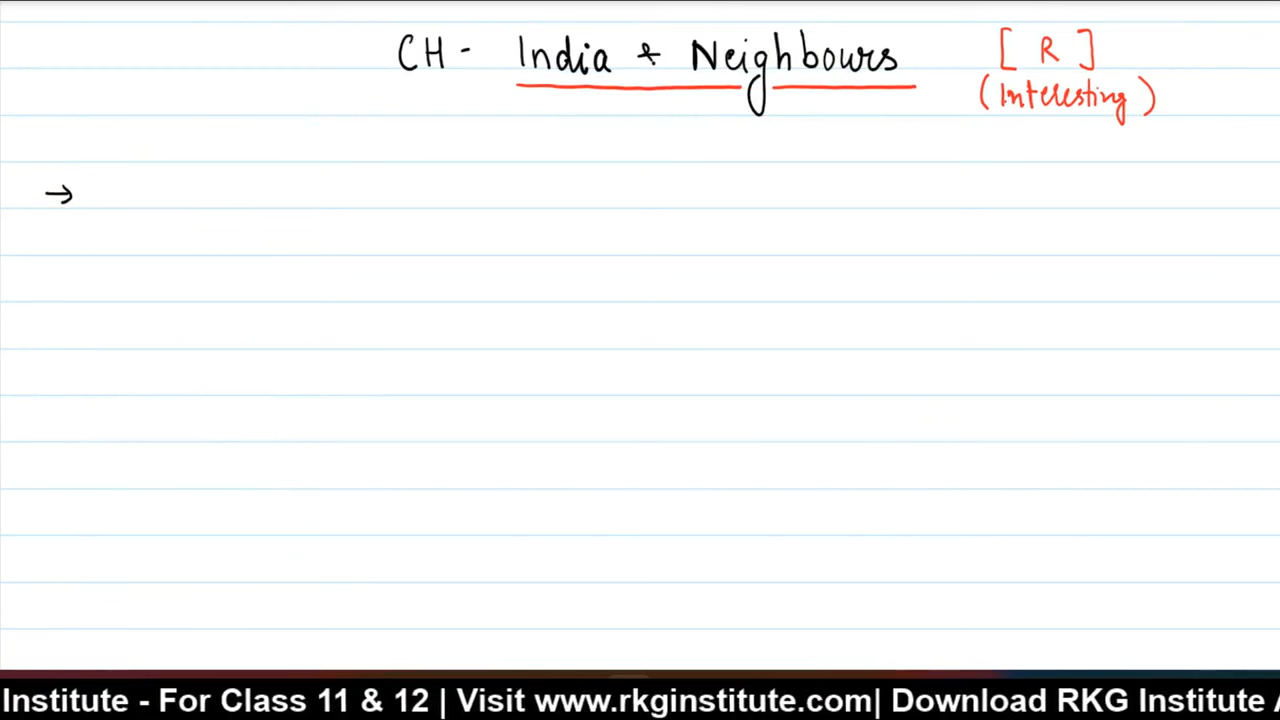 CH - India & Neighbours [ R ]
(Interesting)
→
Institute - For Class 11 & 12 | Visit www.rkginstitute.com| Download RKG Institute A